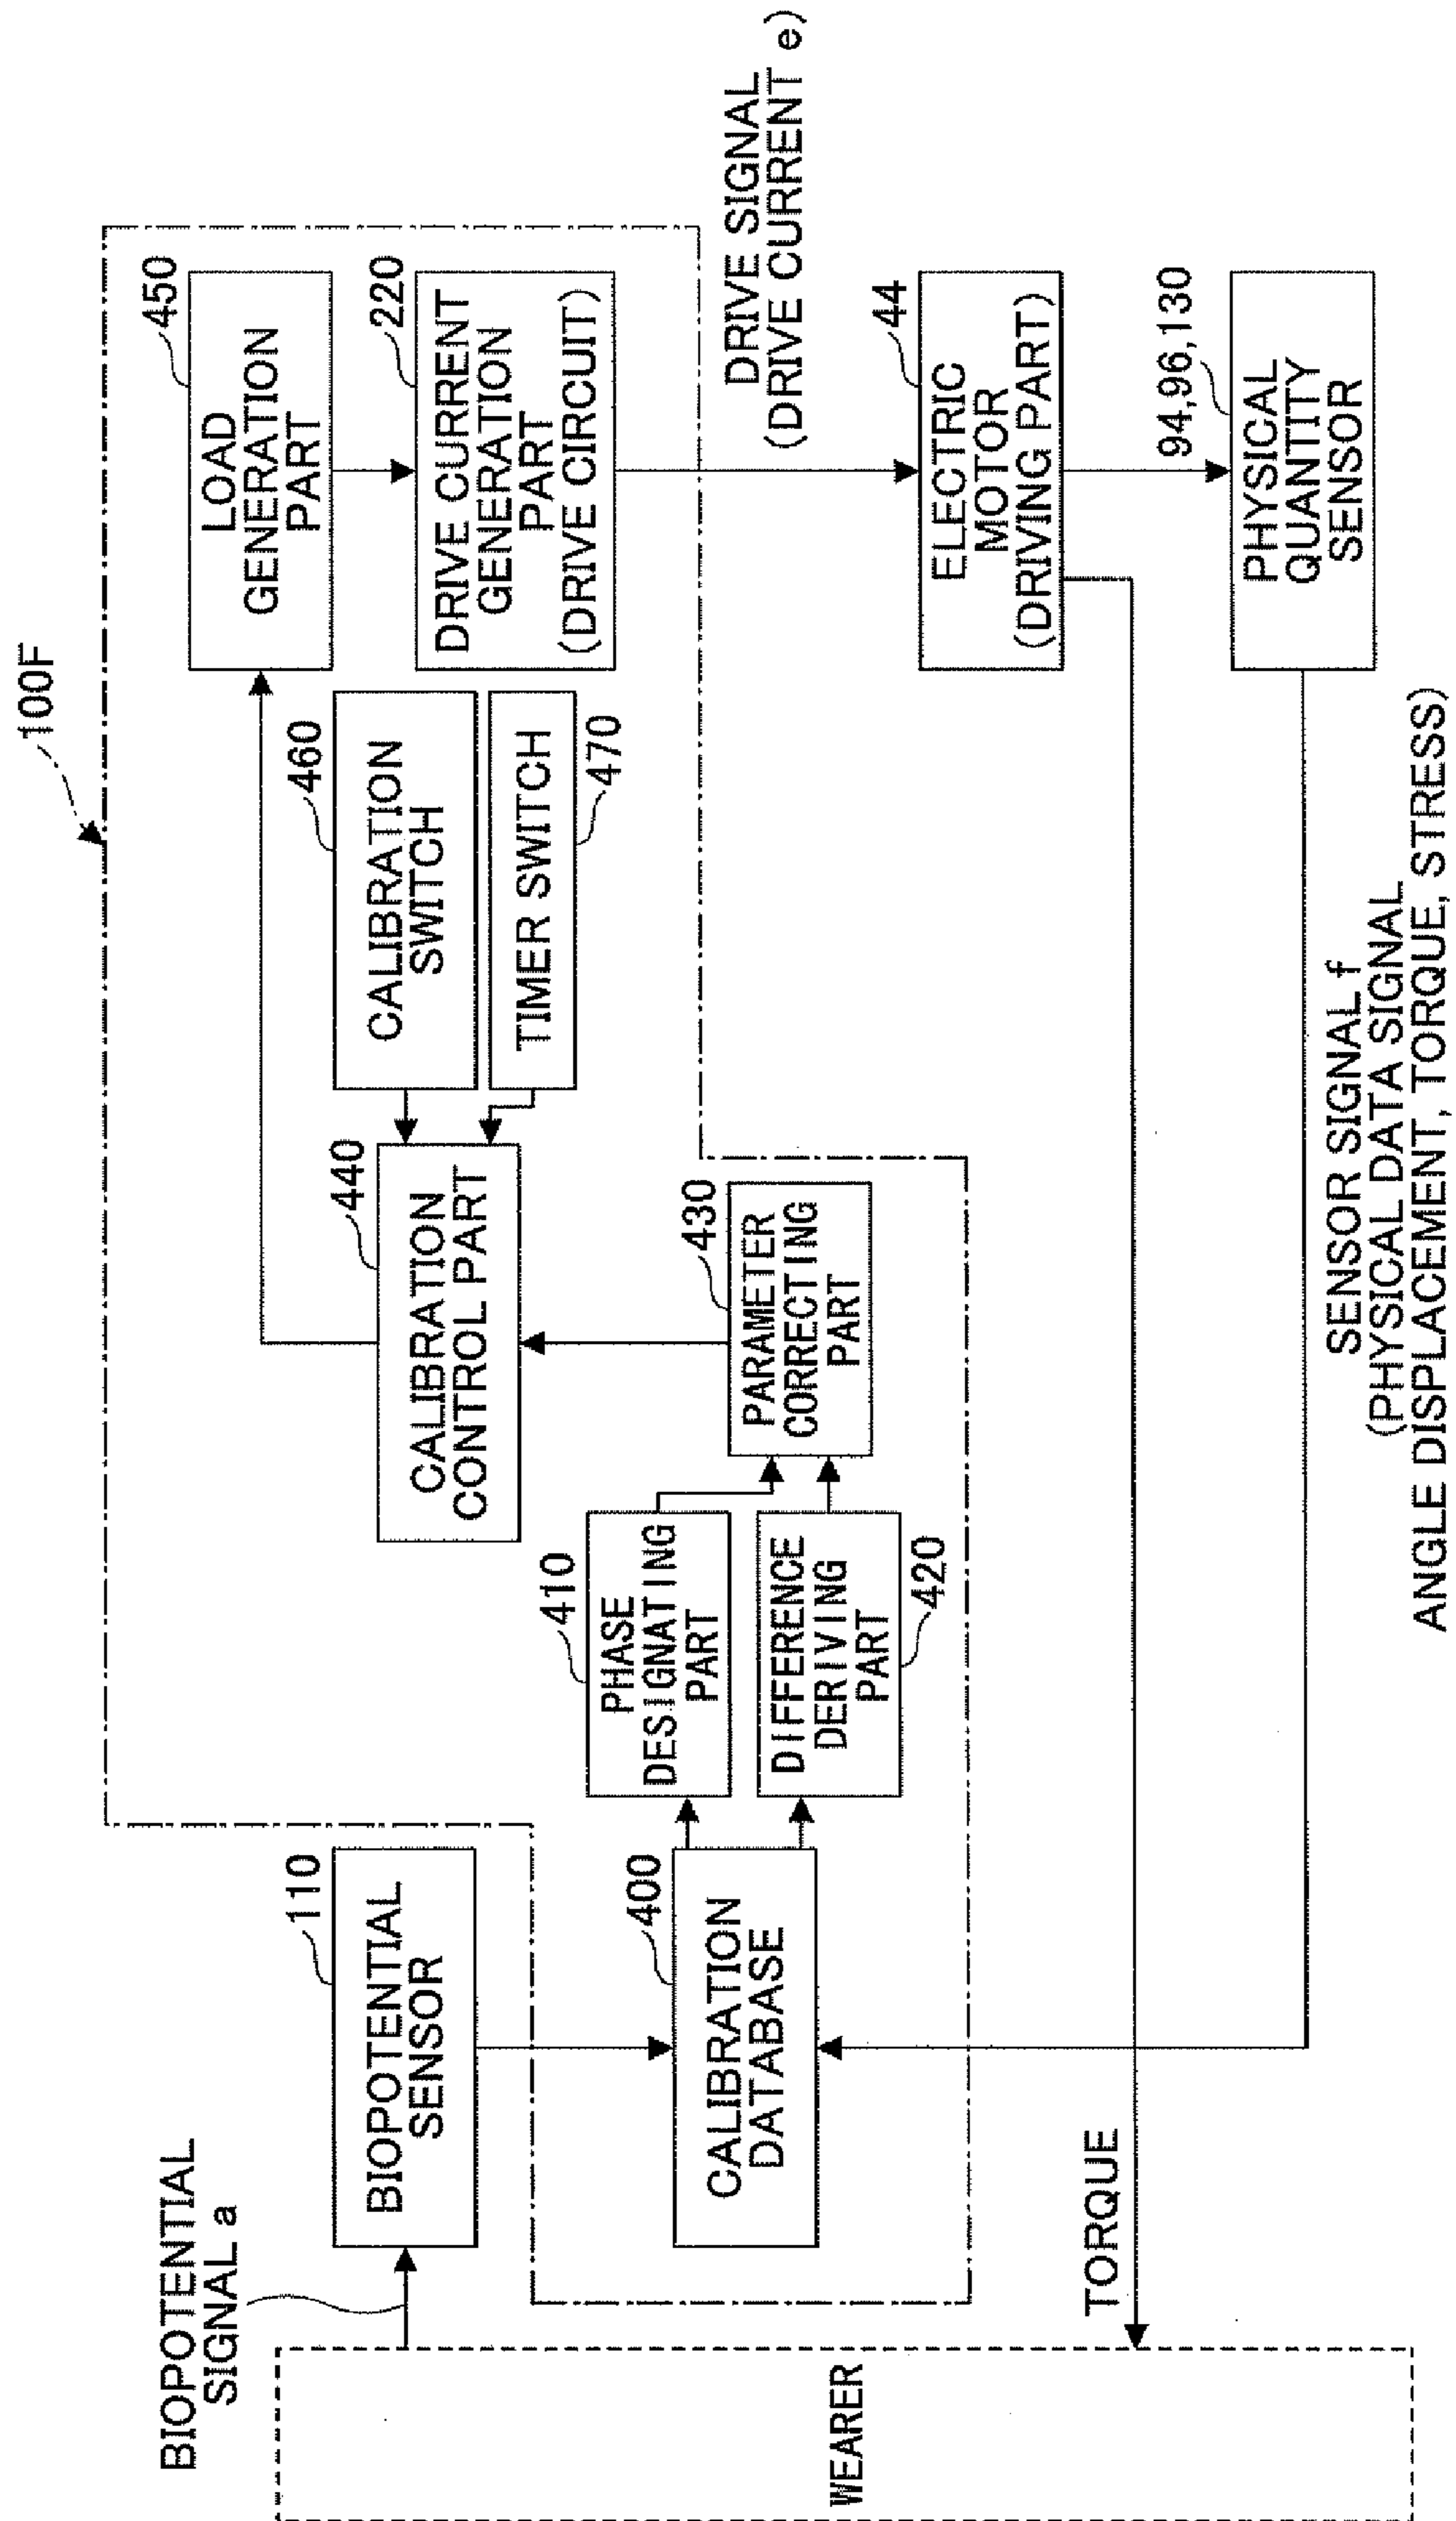 100F
BIOPOTENTIAL
SIGNAL a
110
BIOPOTENTIAL
SENSOR
WEARER
400
CALIBRATION
DATABASE
410
PHASE
DESIGNATING
PART
DIFFERENCE
DERIVING
PART
420
430
PARAMETER
CORRECTING
PART
440
CALIBRATION
CONTROL PART
460
CALIBRATION
SWITCH
TIMER SWITCH
470
450
LOAD
GENERATION
PART
220
DRIVE CURRENT
GENERATION
PART
(DRIVE CIRCUIT)
DRIVE SIGNAL
(DRIVE CURRENT e)
44
ELECTRIC
MOTOR
(DRIVING PART)
94,96,130
PHYSICAL
QUANTITY
SENSOR
TORQUE
SENSOR SIGNAL f
(PHYSICAL DATA SIGNAL
ANGLE DISPLACEMENT, TORQUE, STRESS)